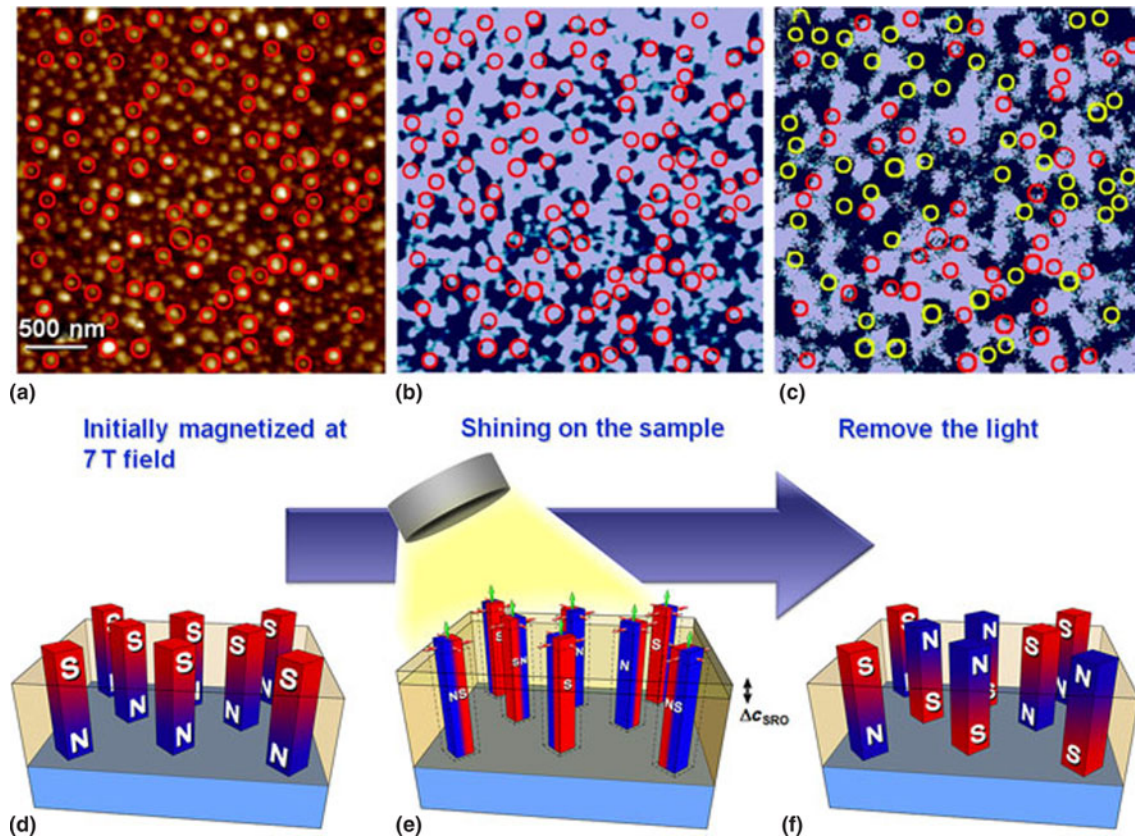 500 nm
(a)
(b)
(c)
Initially magnetized at
7 T field
Shining on the sample
Remove the light
S S S
S S
S S S
N N
N N N
S
S N
N
N
S
N S
S
N S
Δc_SRO
S N S
N S
S N N
S N
N S S
(d)
(e)
(f)